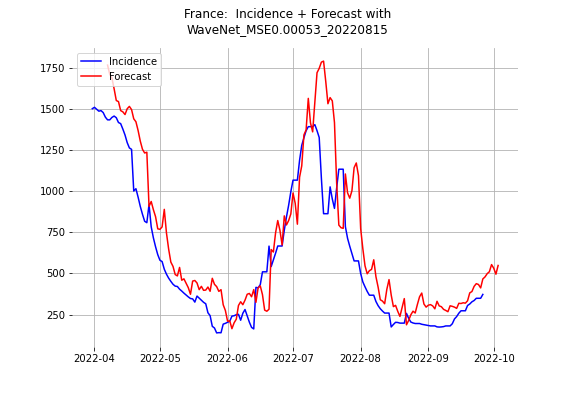 France:  Incidence + Forecast with
WaveNet_MSE0.00053_20220815
Incidence
Forecast
1750
1500
1250
1000
750
500
250
2022-04 2022-05 2022-06 2022-07 2022-08 2022-09 2022-10